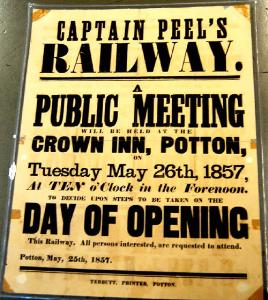 CAPTAIN PEEL'S
RAILWAY.
A
PUBLIC MEETING
WILL BE HELD AT THE
CROWN INN, POTTON,
ON
Tuesday May 26th, 1857,
At TEN o'Clock in the Forenoon.
TO DECIDE UPON STEPS TO BE TAKEN ON THE
DAY OF OPENING
This Railway. All persons interested, are requested to attend.
Potton, May, 25th, 1857.
TERBUTT, PRINTER, POTTON.